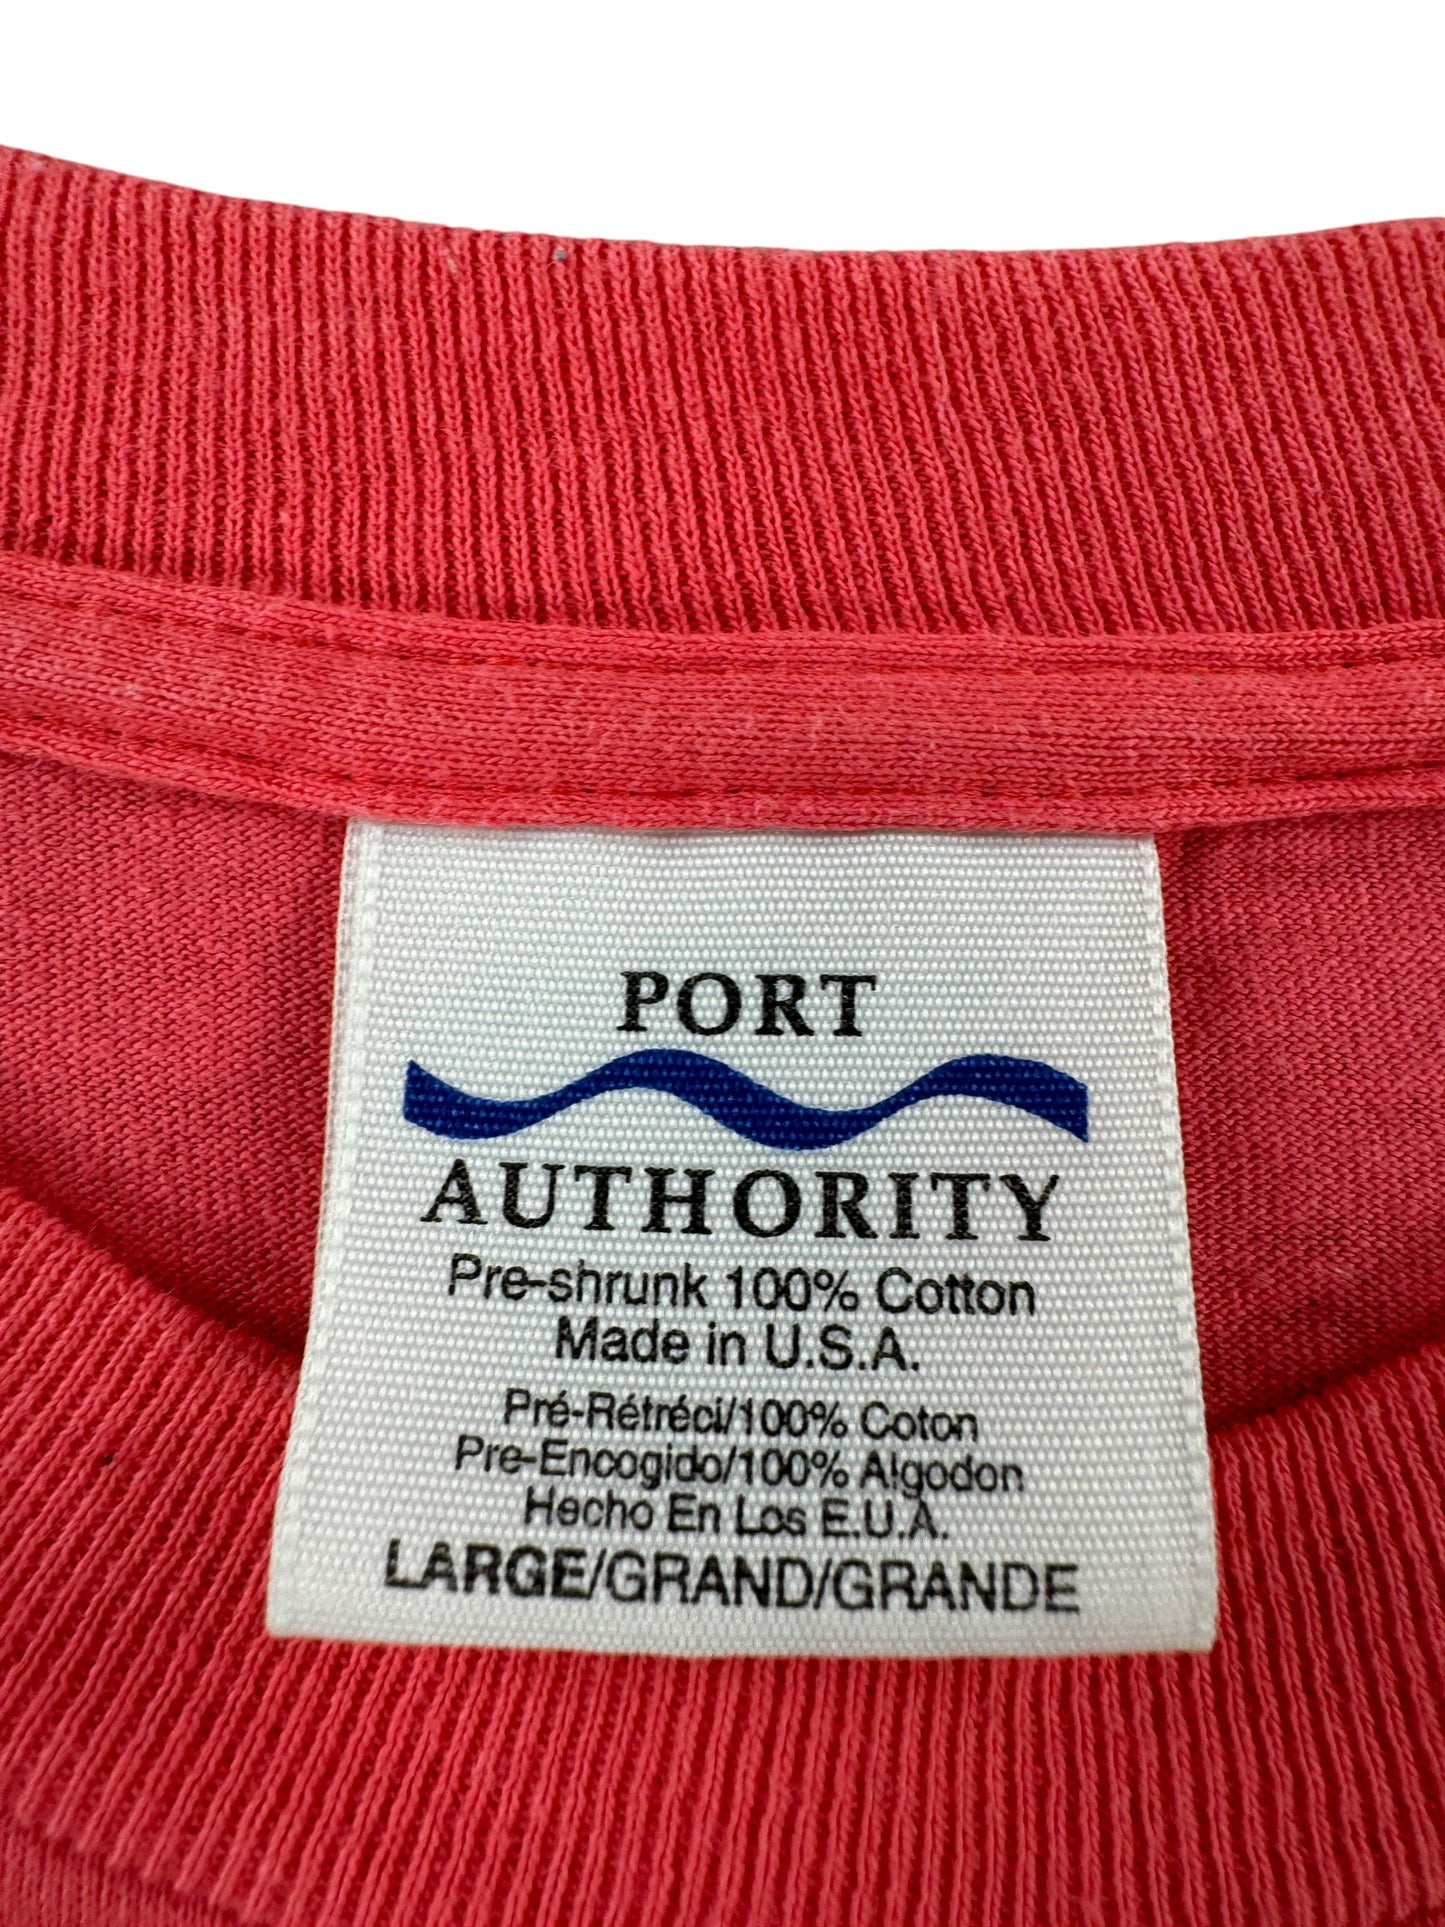 PORT
AUTHORITY
Pre-shrunk 100% Cotton
Made in U.S.A.
Pré-Rétréci/100% Coton
Pre-Encogido/100% Algodon
Hecho En Los E.U.A.
LARGE/GRAND/GRANDE